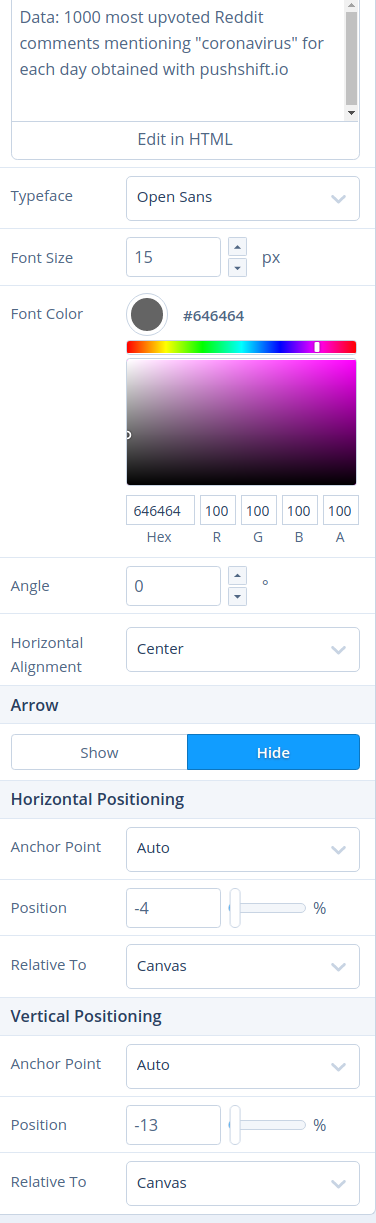 Data: 1000 most upvoted Reddit
comments mentioning "coronavirus" for
each day obtained with pushshift.io
Edit in HTML
Typeface
Open Sans
Font Size
15
px
Font Color
#646464
646464
100
100
100
100
Hex
R
G
B
A
Angle
0
°
Horizontal
Alignment
Center
Arrow
Show
Hide
Horizontal Positioning
Anchor Point
Auto
Position
-4
%
Relative To
Canvas
Vertical Positioning
Anchor Point
Auto
Position
-13
%
Relative To
Canvas